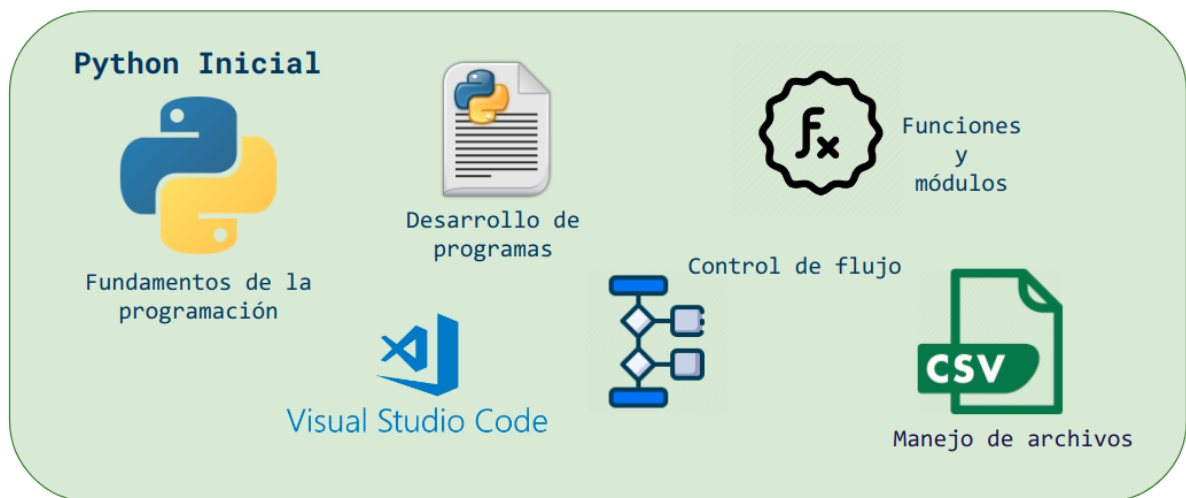 Python Inicial
Fundamentos de la
programación
Desarrollo de
programas
Visual Studio Code
fx
Funciones
y
módulos
Control de flujo
CSV
Manejo de archivos